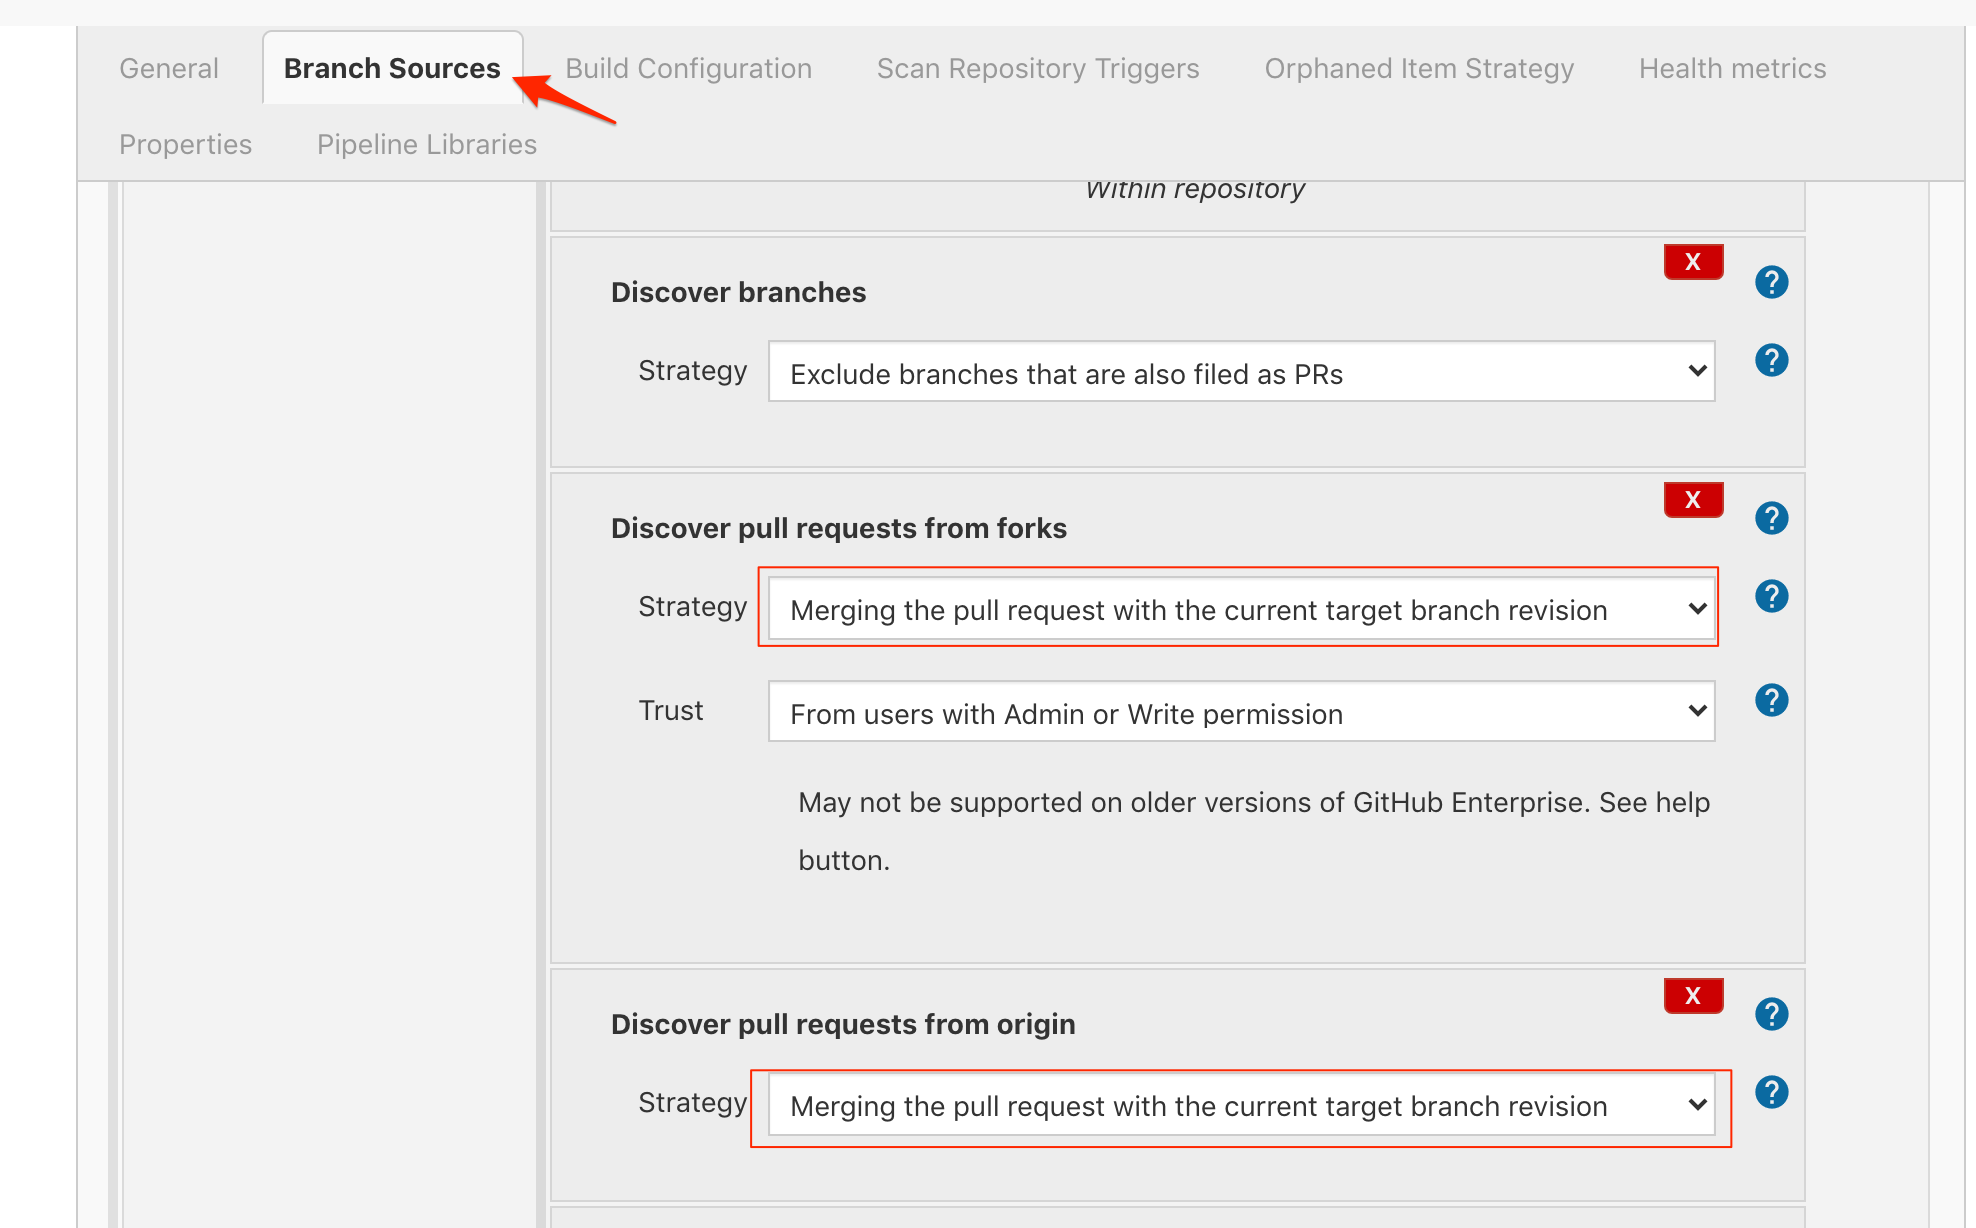 General Branch Sources Build Configuration Scan Repository Triggers Orphaned Item Strategy Health metrics
Properties Pipeline Libraries
Within repository
X
?
Discover branches
Strategy Exclude branches that are also filed as PRs ?
X
?
Discover pull requests from forks
Strategy Merging the pull request with the current target branch revision ?
Trust From users with Admin or Write permission ?
May not be supported on older versions of GitHub Enterprise. See help
button.
X
?
Discover pull requests from origin
Strategy Merging the pull request with the current target branch revision ?